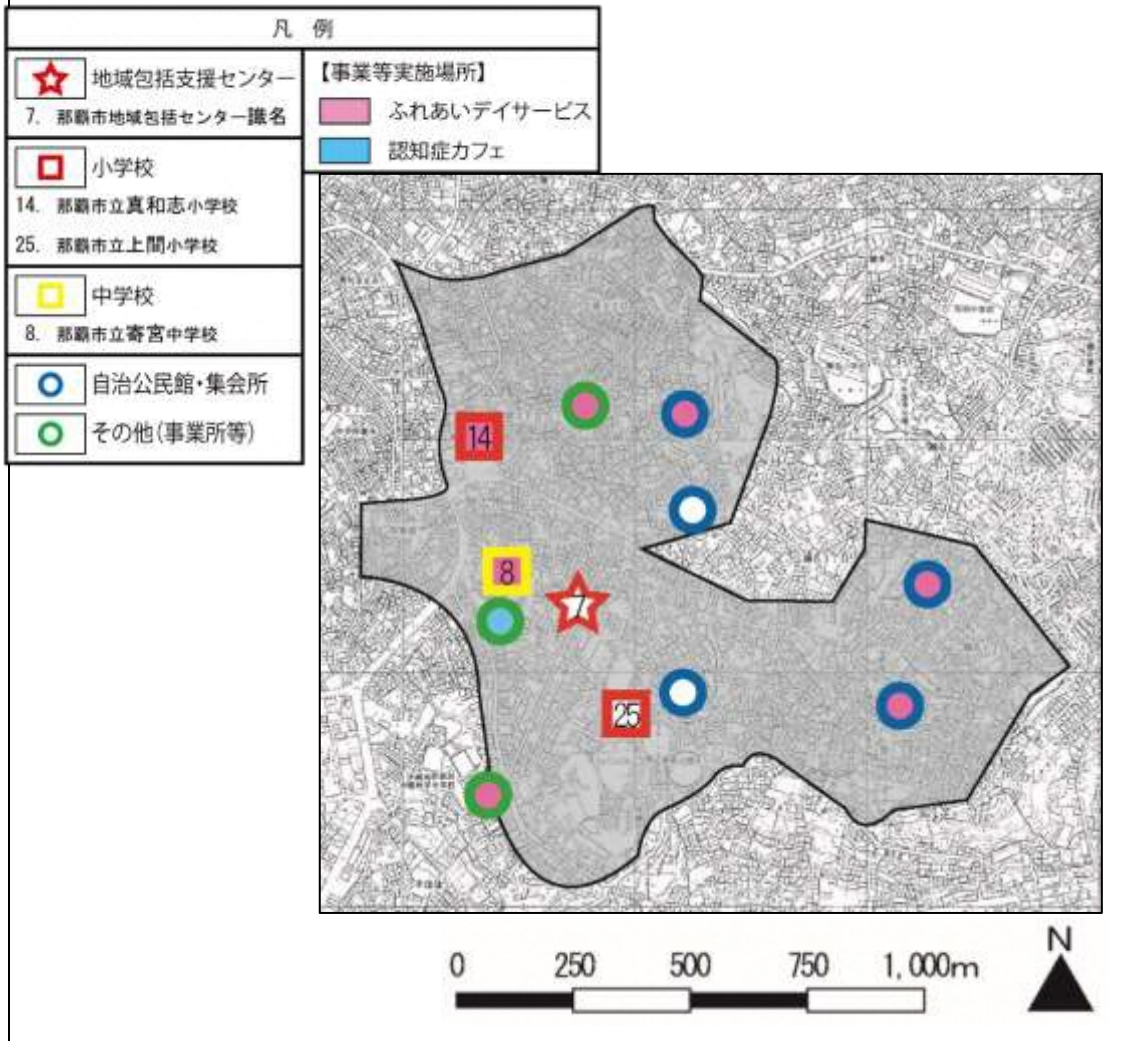 凡 例
地域包括支援センター
7. 那覇市地域包括センター識名
小学校
14. 那覇市立真和志小学校
25. 那覇市立上間小学校
中学校
8. 那覇市立寄宮中学校
自治公民館・集会所
その他(事業所等)
【事業等実施場所】
ふれあいデイサービス
認知症カフェ
14
8
7
25
0 250 500 750 1,000m
N